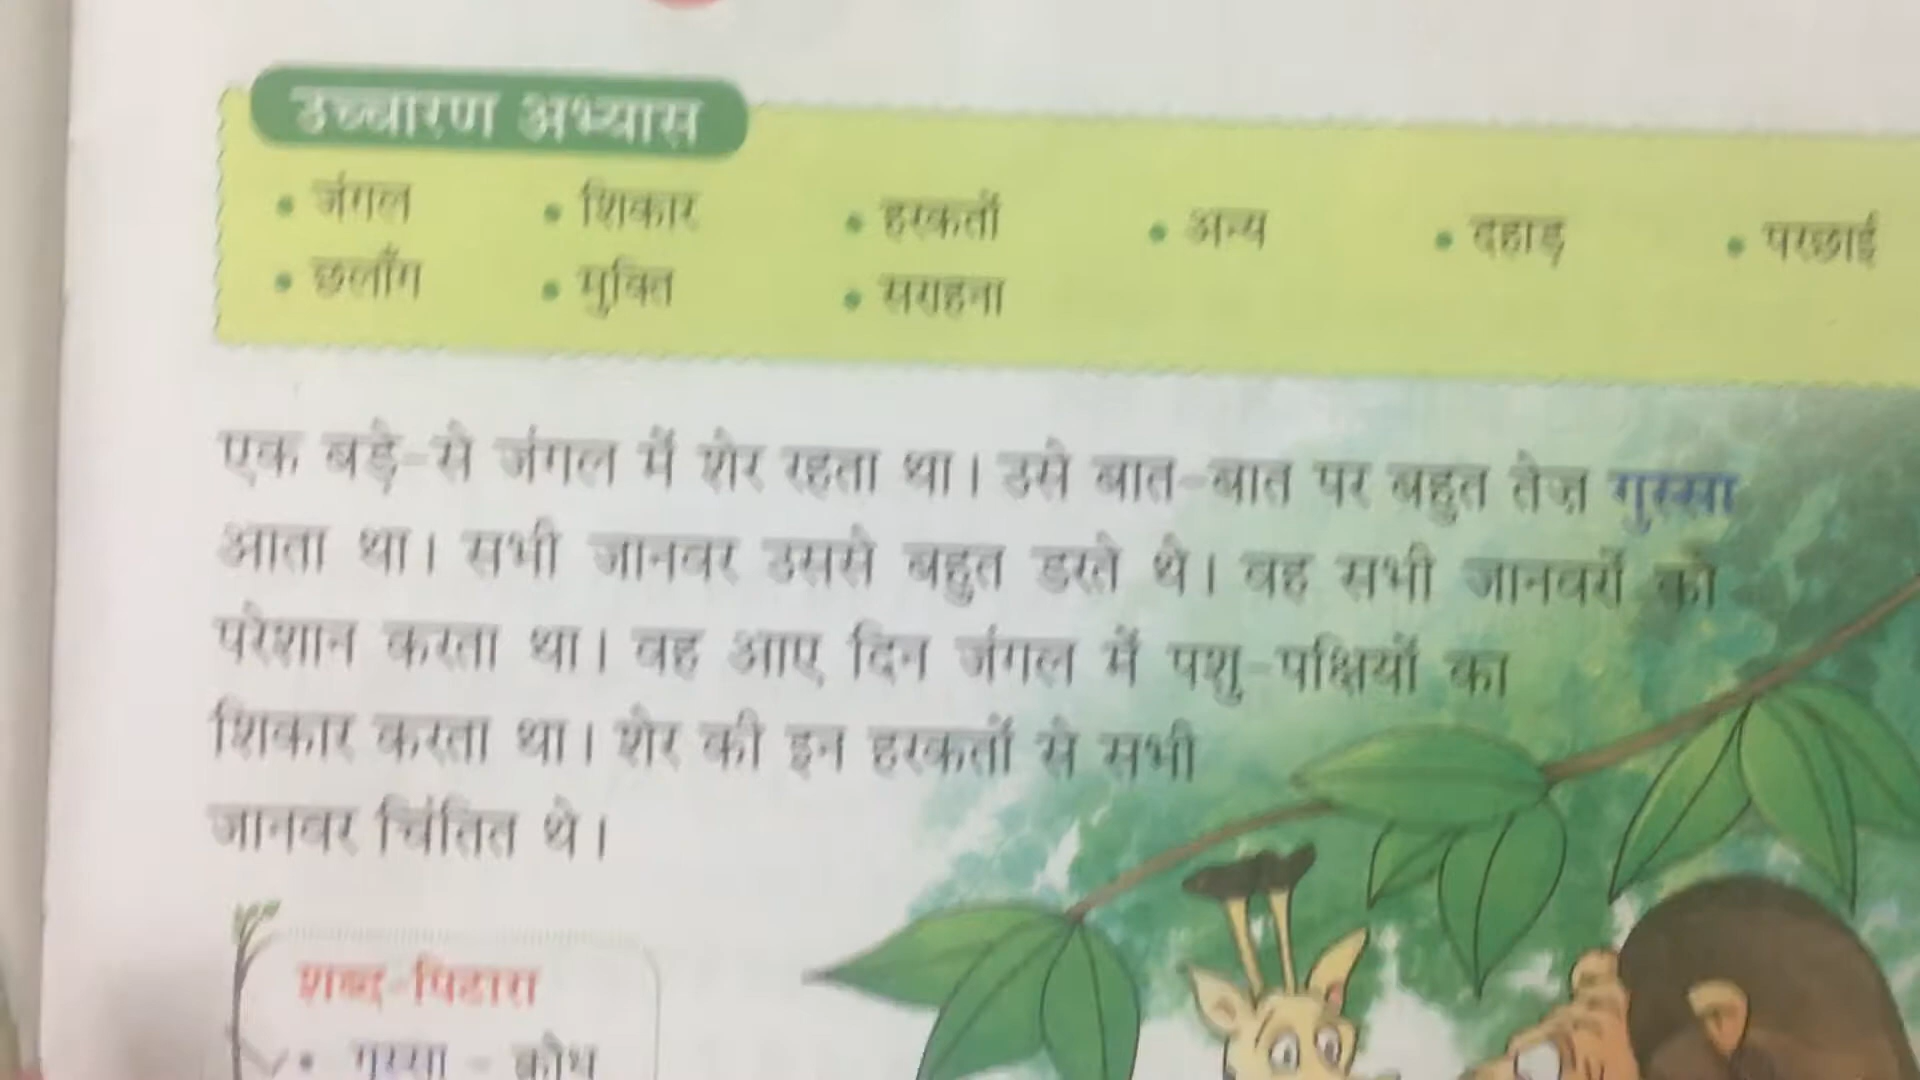 उच्चारण अभ्यास
• जंगल • शिकार • हरकतों • अन्य • दहाड़ • परछाई
• छलाँग • मुक्ति • सराहना
एक बड़े-से जंगल में शेर रहता था। उसे बात-बात पर बहुत तेज़ गुस्सा
आता था। सभी जानवर उससे बहुत डरते थे। वह सभी जानवरों को
परेशान करता था। वह आए दिन जंगल में पशु-पक्षियों का
शिकार करता था। शेर की इन हरकतों से सभी
जानवर चिंतित थे।
शब्द-पिटारा
• गुस्सा - क्रोध